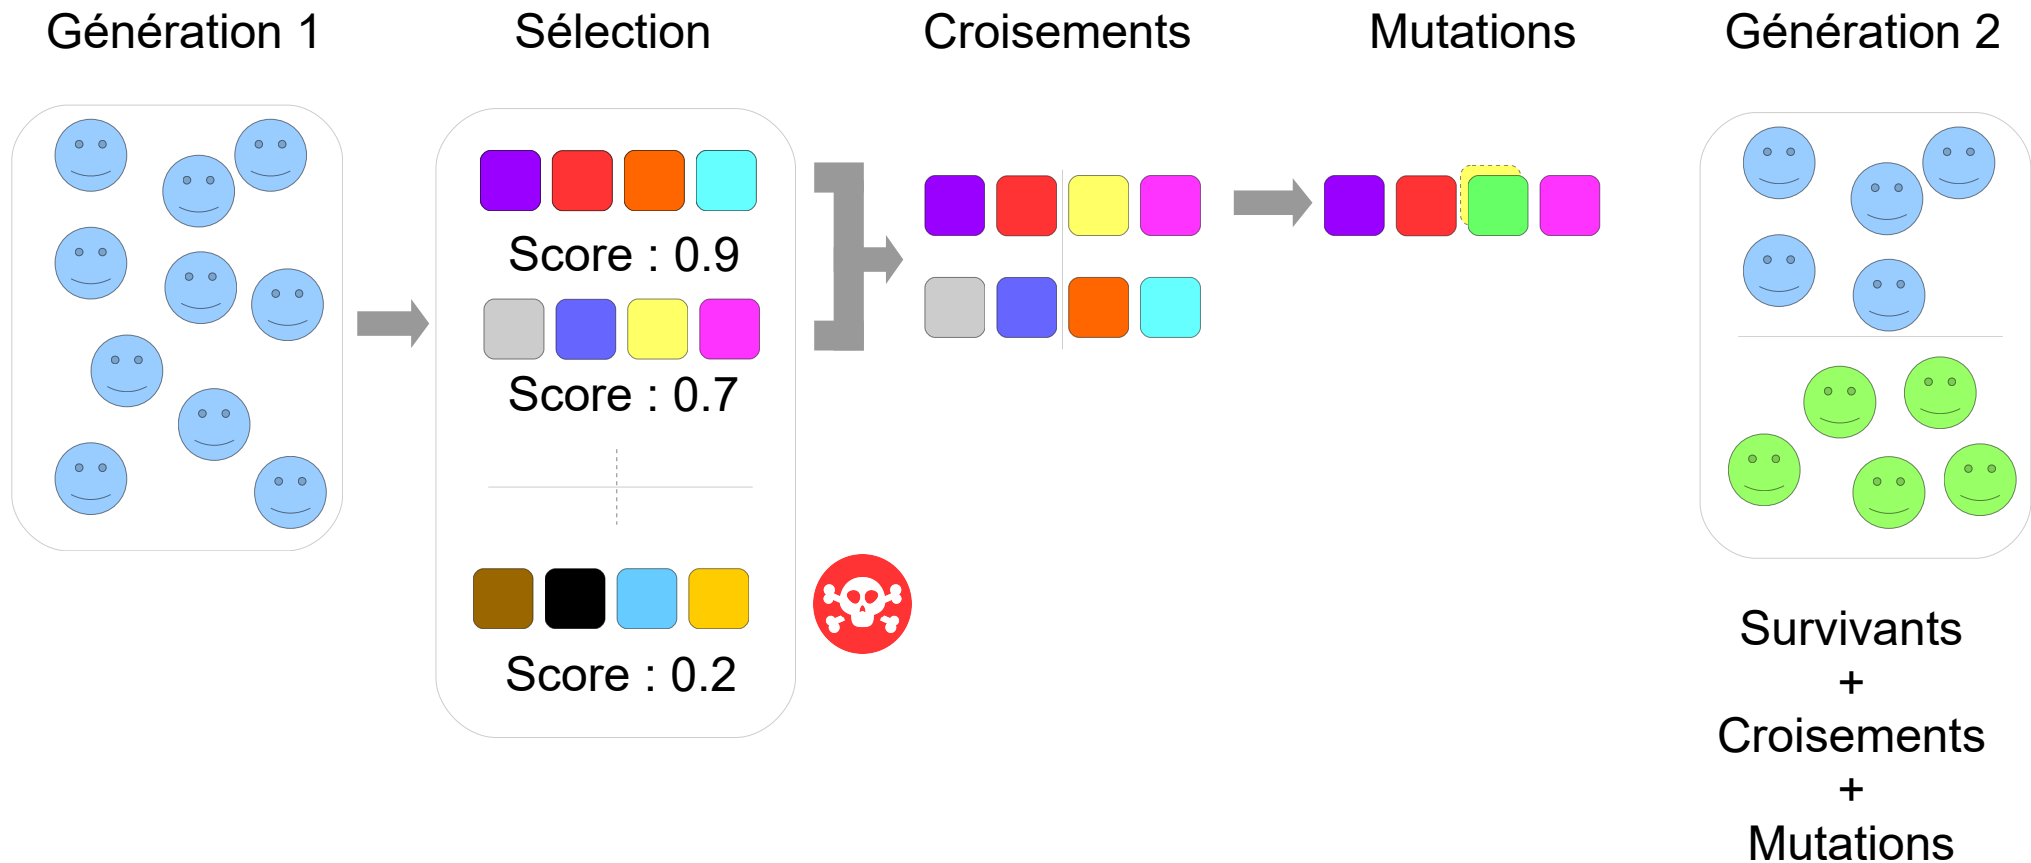 Génération 1
Sélection
Croisements
Mutations
Génération 2
Score : 0.9
Score : 0.7
Score : 0.2
Survivants
+
Croisements
+
Mutations